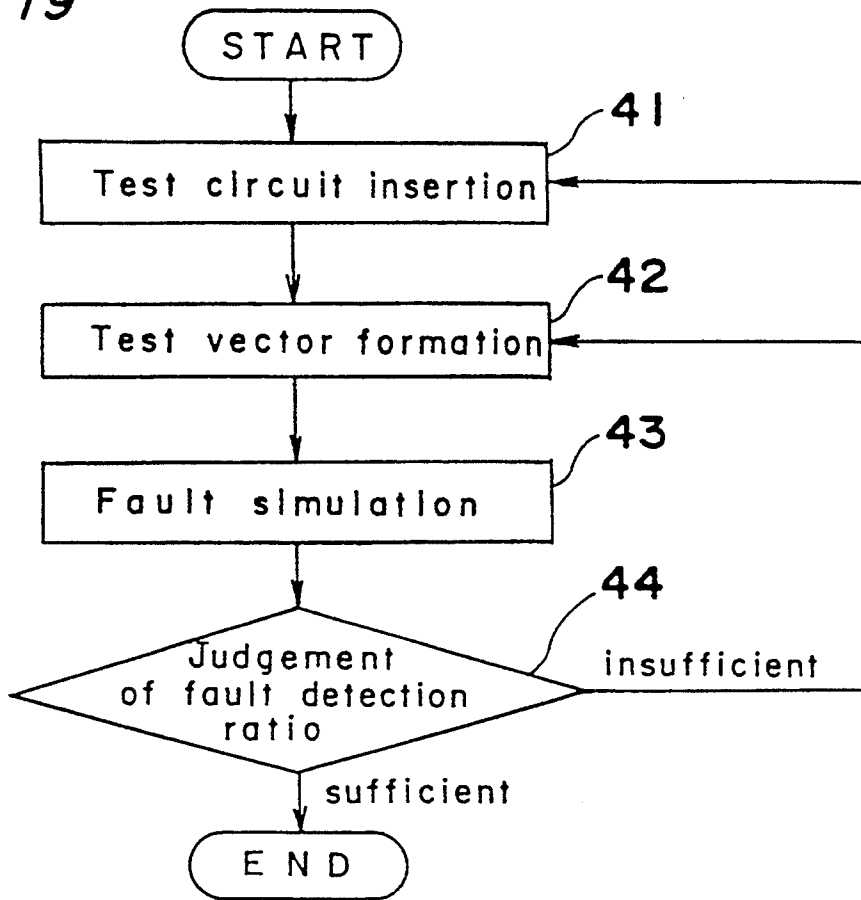 19
START
41
Test circuit insertion
42
Test vector formation
43
Fault simulation
44
Judgement
of fault detection
ratio
insufficient
sufficient
END